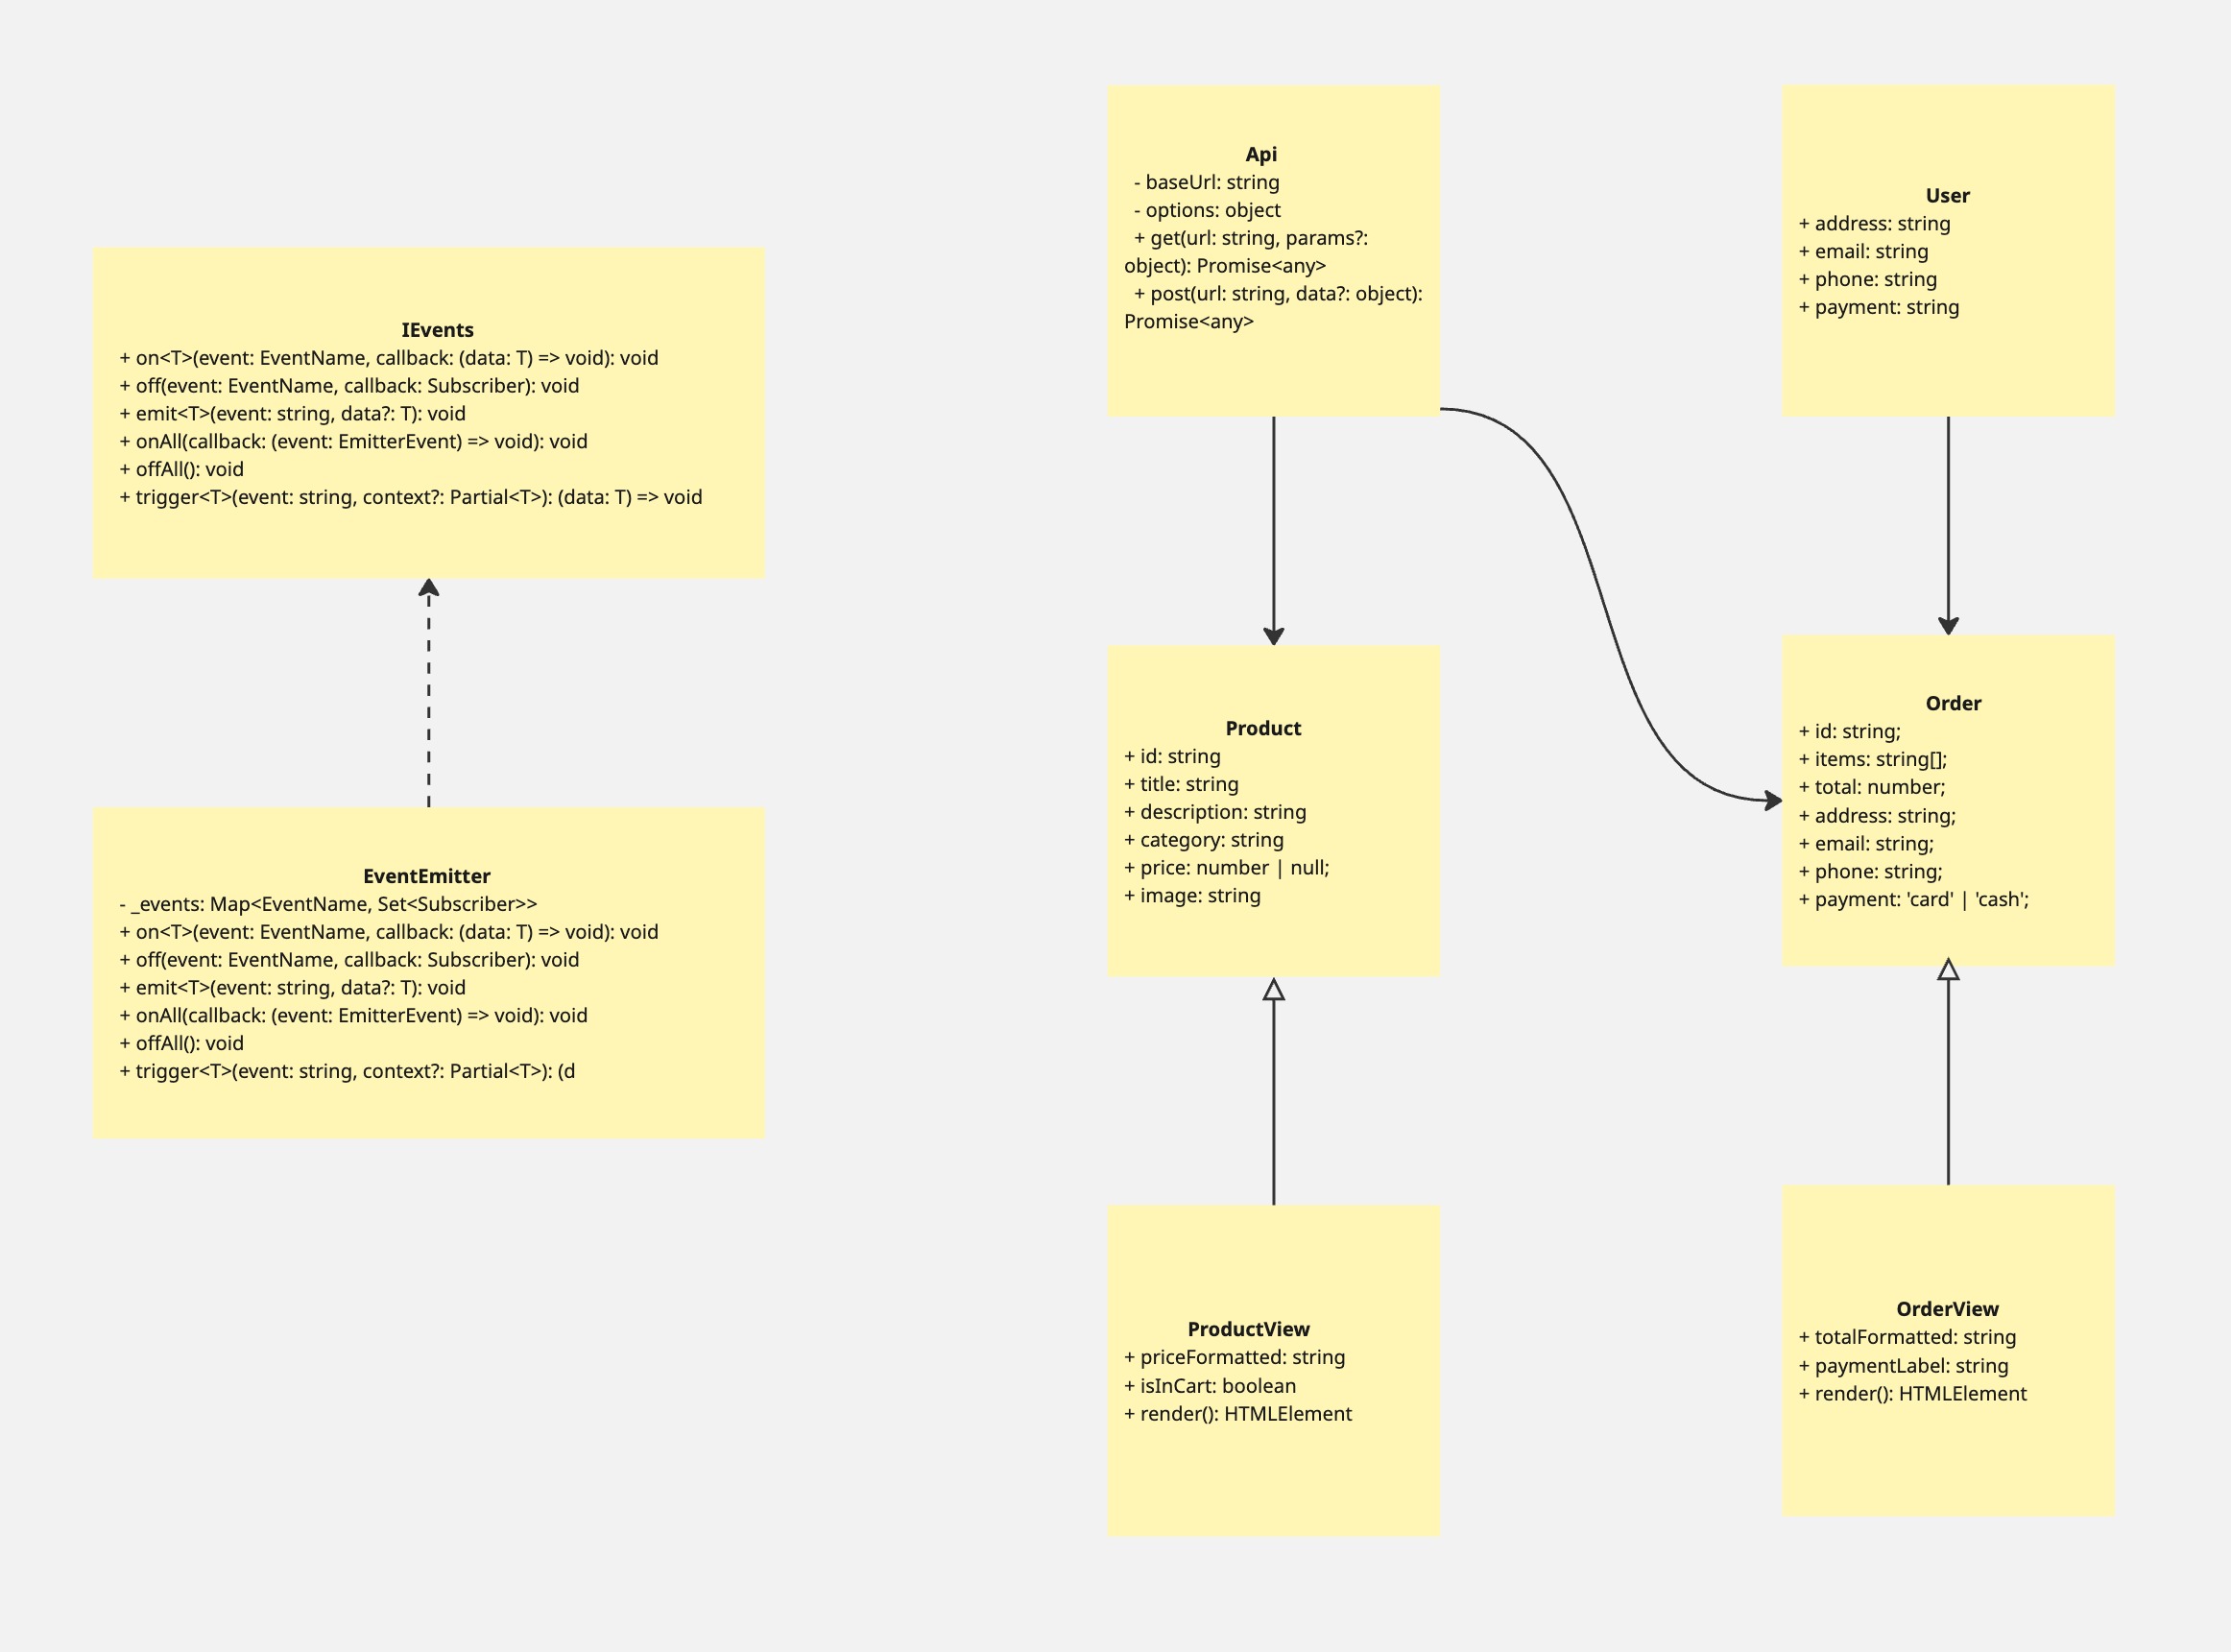 IEvents
+ on<T>(event: EventName, callback: (data: T) => void): void
+ off(event: EventName, callback: Subscriber): void
+ emit<T>(event: string, data?: T): void
+ onAll(callback: (event: EmitterEvent) => void): void
+ offAll(): void
+ trigger<T>(event: string, context?: Partial<T>): (data: T) => void
EventEmitter
- _events: Map<EventName, Set<Subscriber>>
+ on<T>(event: EventName, callback: (data: T) => void): void
+ off(event: EventName, callback: Subscriber): void
+ emit<T>(event: string, data?: T): void
+ onAll(callback: (event: EmitterEvent) => void): void
+ offAll(): void
+ trigger<T>(event: string, context?: Partial<T>): (d
Api
- baseUrl: string
- options: object
+ get(url: string, params?:
object): Promise<any>
+ post(url: string, data?: object):
Promise<any>
Product
+ id: string
+ title: string
+ description: string
+ category: string
+ price: number | null;
+ image: string
ProductView
+ priceFormatted: string
+ isInCart: boolean
+ render(): HTMLElement
User
+ address: string
+ email: string
+ phone: string
+ payment: string
Order
+ id: string;
+ items: string[];
+ total: number;
+ address: string;
+ email: string;
+ phone: string;
+ payment: 'card' | 'cash';
OrderView
+ totalFormatted: string
+ paymentLabel: string
+ render(): HTMLElement